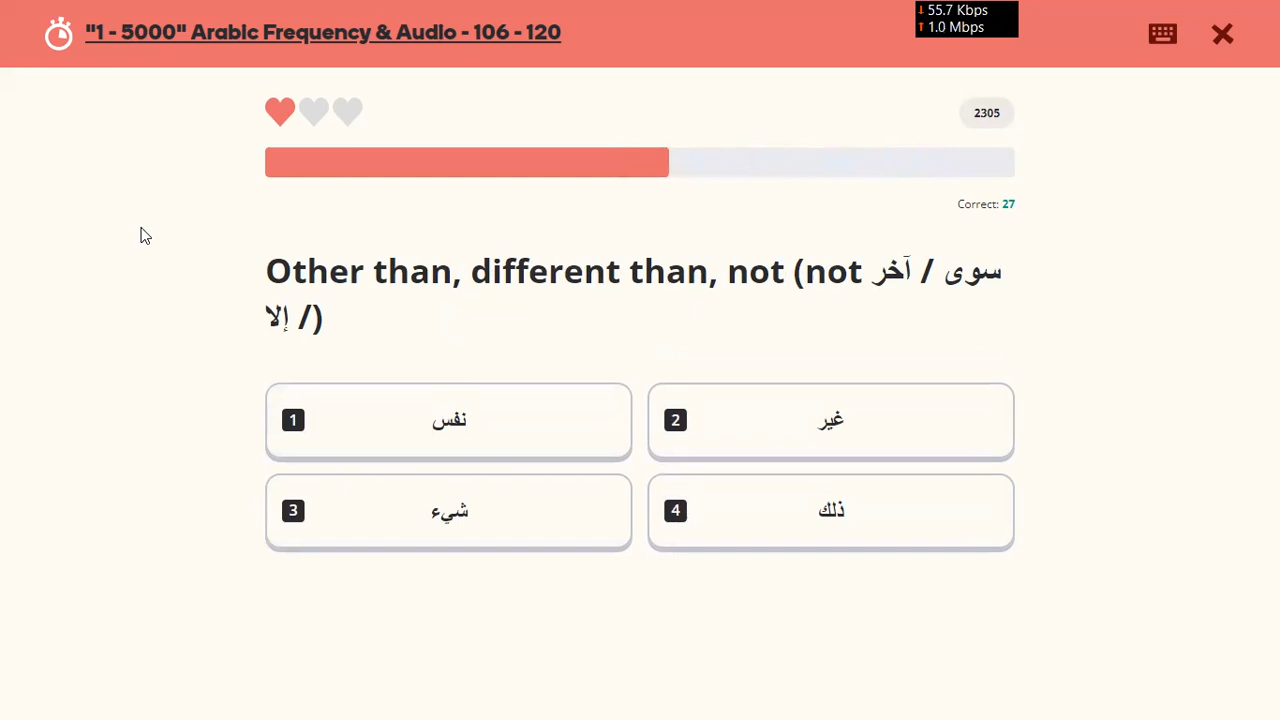 ↓ 55.7 Kbps
↑ 1.0 Mbps
"1 - 5000" Arabic Frequency & Audio - 106 - 120
2305
Correct: 27
Other than, different than, not (not سوى / آخر
/ إلا)
1 نفس
2 غير
3 شيء
4 ذلك